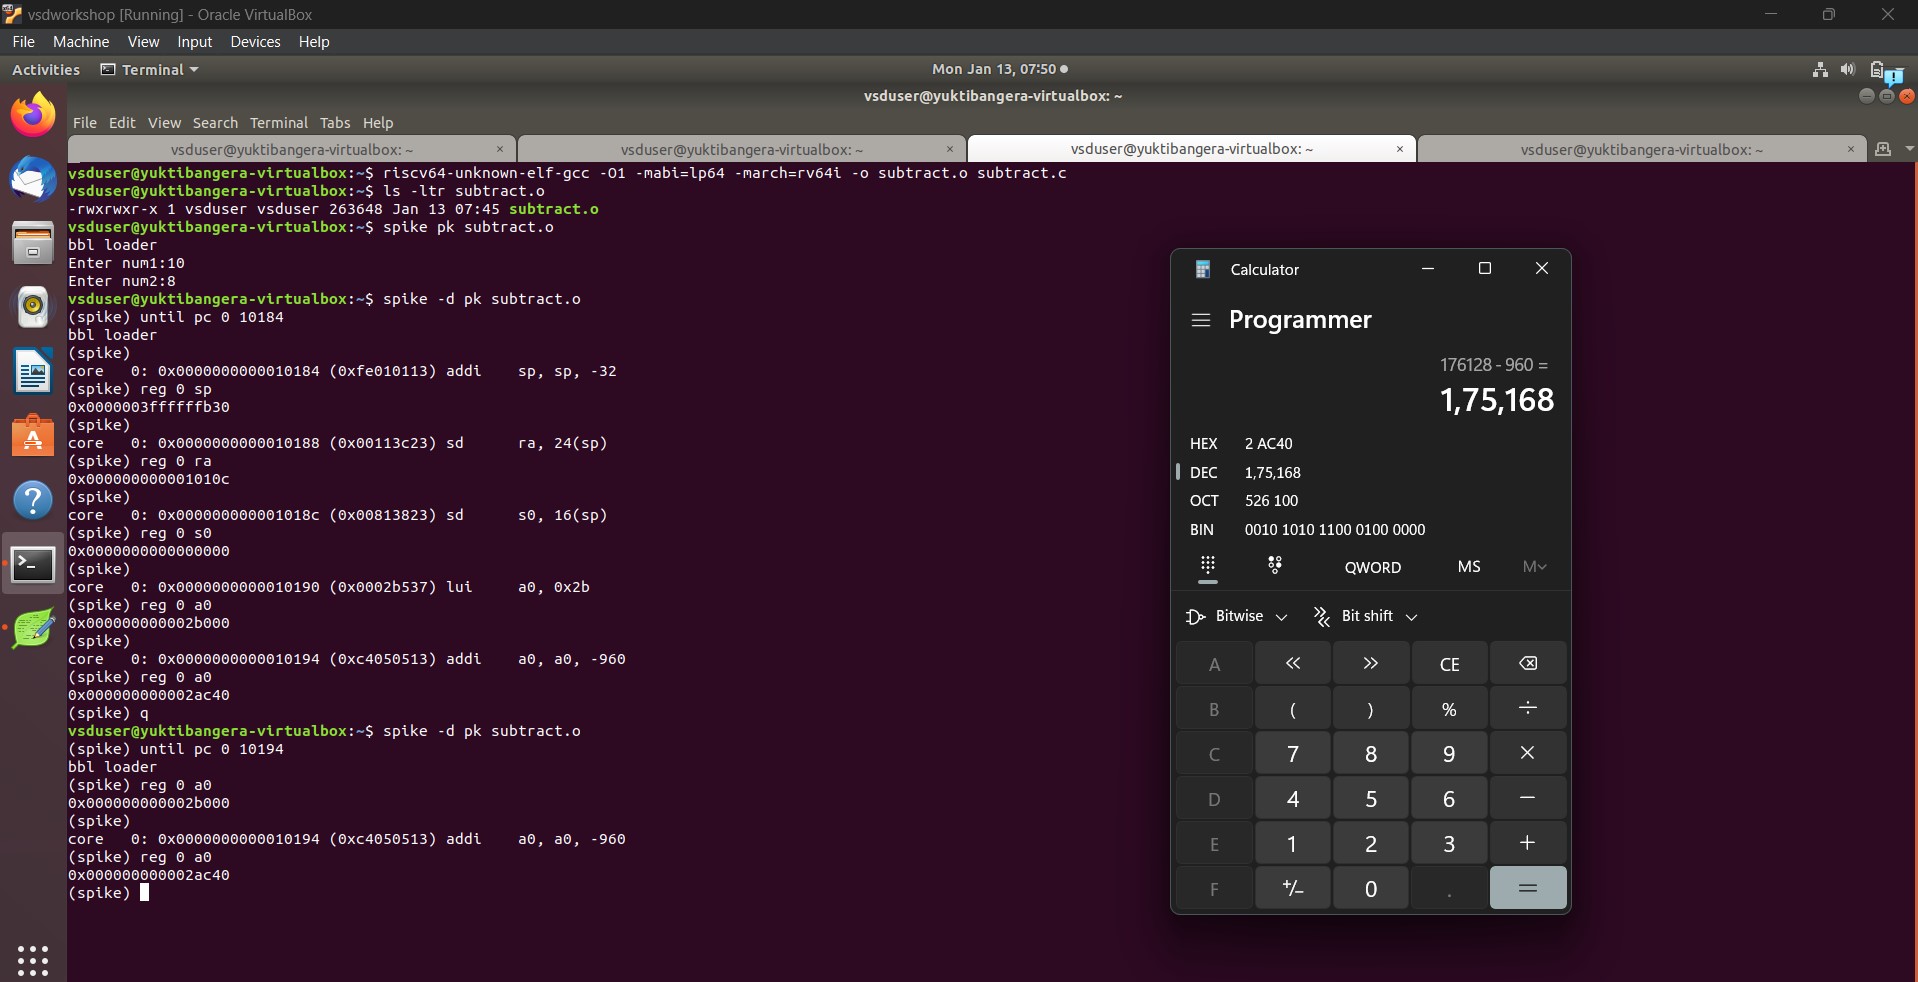 vsdworkshop [Running] - Oracle VirtualBox
File Machine View Input Devices Help
Activities Terminal Mon Jan 13, 07:50
vsduser@yuktibangera-virtualbox: ~
File Edit View Search Terminal Tabs Help
vsduser@yuktibangera-virtualbox: ~ × vsduser@yuktibangera-virtualbox: ~ × vsduser@yuktibangera-virtualbox: ~ × vsduser@yuktibangera-virtualbox: ~ ×
vsduser@yuktibangera-virtualbox:~$ riscv64-unknown-elf-gcc -O1 -mabi=lp64 -march=rv64i -o subtract.o subtract.c
vsduser@yuktibangera-virtualbox:~$ ls -ltr subtract.o
-rwxrwxr-x 1 vsduser vsduser 263648 Jan 13 07:45 subtract.o
vsduser@yuktibangera-virtualbox:~$ spike pk subtract.o
bbl loader
Enter num1:10
Enter num2:8
vsduser@yuktibangera-virtualbox:~$ spike -d pk subtract.o
(spike) until pc 0 10184
bbl loader
(spike)
core 0: 0x0000000000010184 (0xfe010113) addi sp, sp, -32
(spike) reg 0 sp
0x0000003ffffffb30
(spike)
core 0: 0x0000000000010188 (0x00113c23) sd ra, 24(sp)
(spike) reg 0 ra
0x000000000001010c
(spike)
core 0: 0x000000000001018c (0x00813823) sd s0, 16(sp)
(spike) reg 0 s0
0x0000000000000000
(spike)
core 0: 0x0000000000010190 (0x0002b537) lui a0, 0x2b
(spike) reg 0 a0
0x000000000002b000
(spike)
core 0: 0x0000000000010194 (0xc4050513) addi a0, a0, -960
(spike) reg 0 a0
0x000000000002ac40
(spike) q
vsduser@yuktibangera-virtualbox:~$ spike -d pk subtract.o
(spike) until pc 0 10194
bbl loader
(spike) reg 0 a0
0x000000000002b000
(spike)
core 0: 0x0000000000010194 (0xc4050513) addi a0, a0, -960
(spike) reg 0 a0
0x000000000002ac40
(spike)
Calculator
Programmer
176128 - 960 =
1,75,168
HEX 2 AC40
DEC 1,75,168
OCT 526 100
BIN 0010 1010 1100 0100 0000
QWORD MS M
Bitwise Bit shift
A « » CE
B ( ) % ÷
C 7 8 9 ×
D 4 5 6 −
E 1 2 3 +
F +/− 0 . =